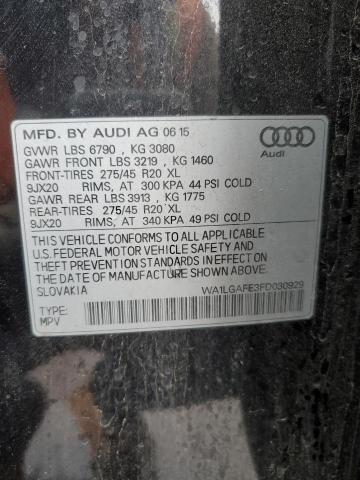 MFD. BY AUDI AG 06 15
GVWR LBS 6790 , KG 3080
GAWR FRONT LBS 3219 , KG 1460
FRONT-TIRES 275/45 R20 XL
9JX20 RIMS, AT 300 KPA 44 PSI COLD
GAWR REAR LBS 3913 , KG 1775
REAR-TIRES 275/45 R20 XL
9JX20 RIMS, AT 340 KPA 49 PSI COLD
Audi
THIS VEHICLE CONFORMS TO ALL APPLICABLE
U.S. FEDERAL MOTOR VEHICLE SAFETY AND
THEFT PREVENTION STANDARDS IN EFFECT ON
THE DATE OF MANUFACTURE SHOWN ABOVE.
SLOVAKIA WA1LGAFE3FD030929
TYPE:
MPV